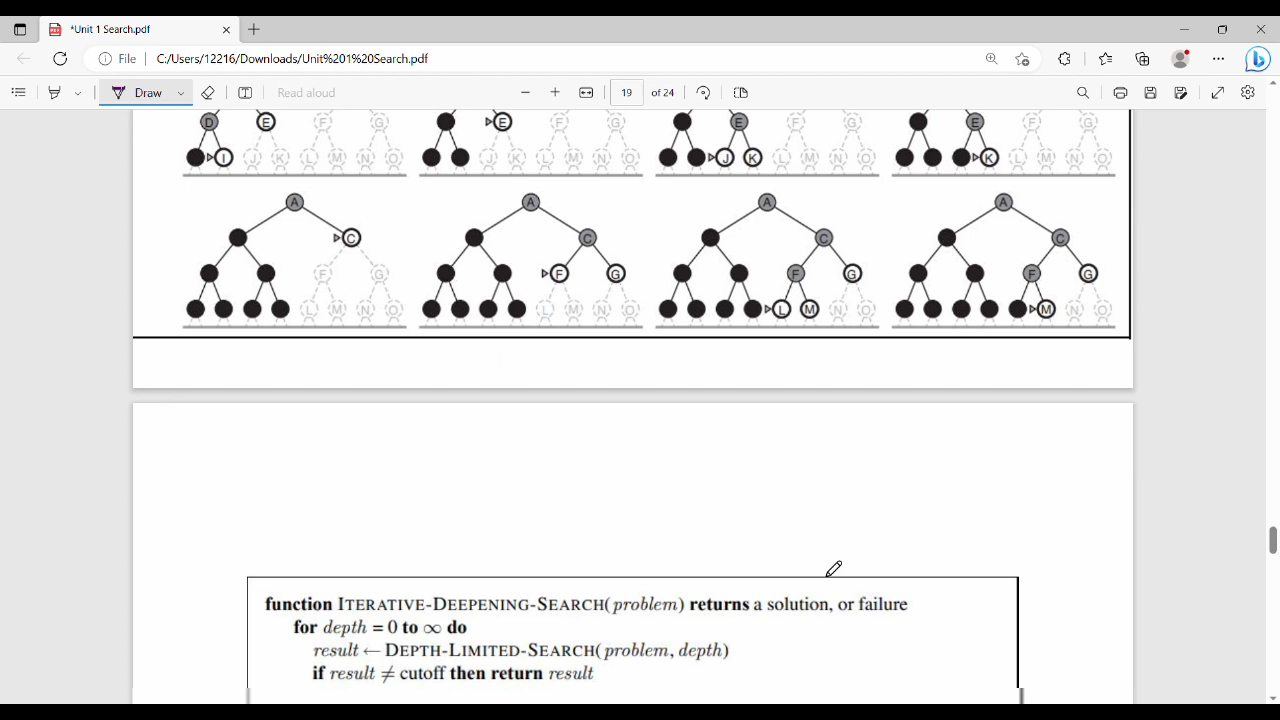 *Unit 1 Search.pdf
File C:/Users/12216/Downloads/Unit%201%20Search.pdf
Draw Read aloud 19 of 24
D E F G E F G E F G E F G
I J K L M N O J K L M N O J K L M N O K L M N O
A A A A
C C C C
F G F G F G F G
L M N O L M N O L M N O M N O
function ITERATIVE-DEEPENING-SEARCH( problem) returns a solution, or failure
for depth = 0 to ∞ do
result ← DEPTH-LIMITED-SEARCH( problem, depth)
if result ≠ cutoff then return result